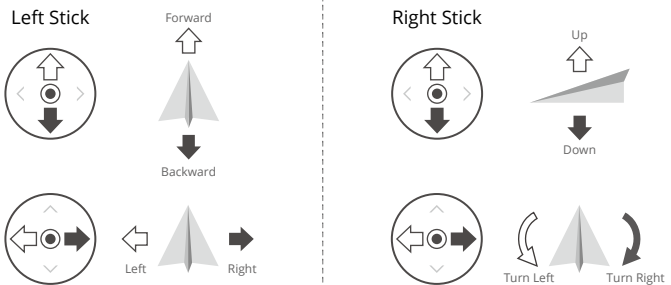 Left Stick
Forward
Backward
Left
Right
Right Stick
Up
Down
Turn Left
Turn Right